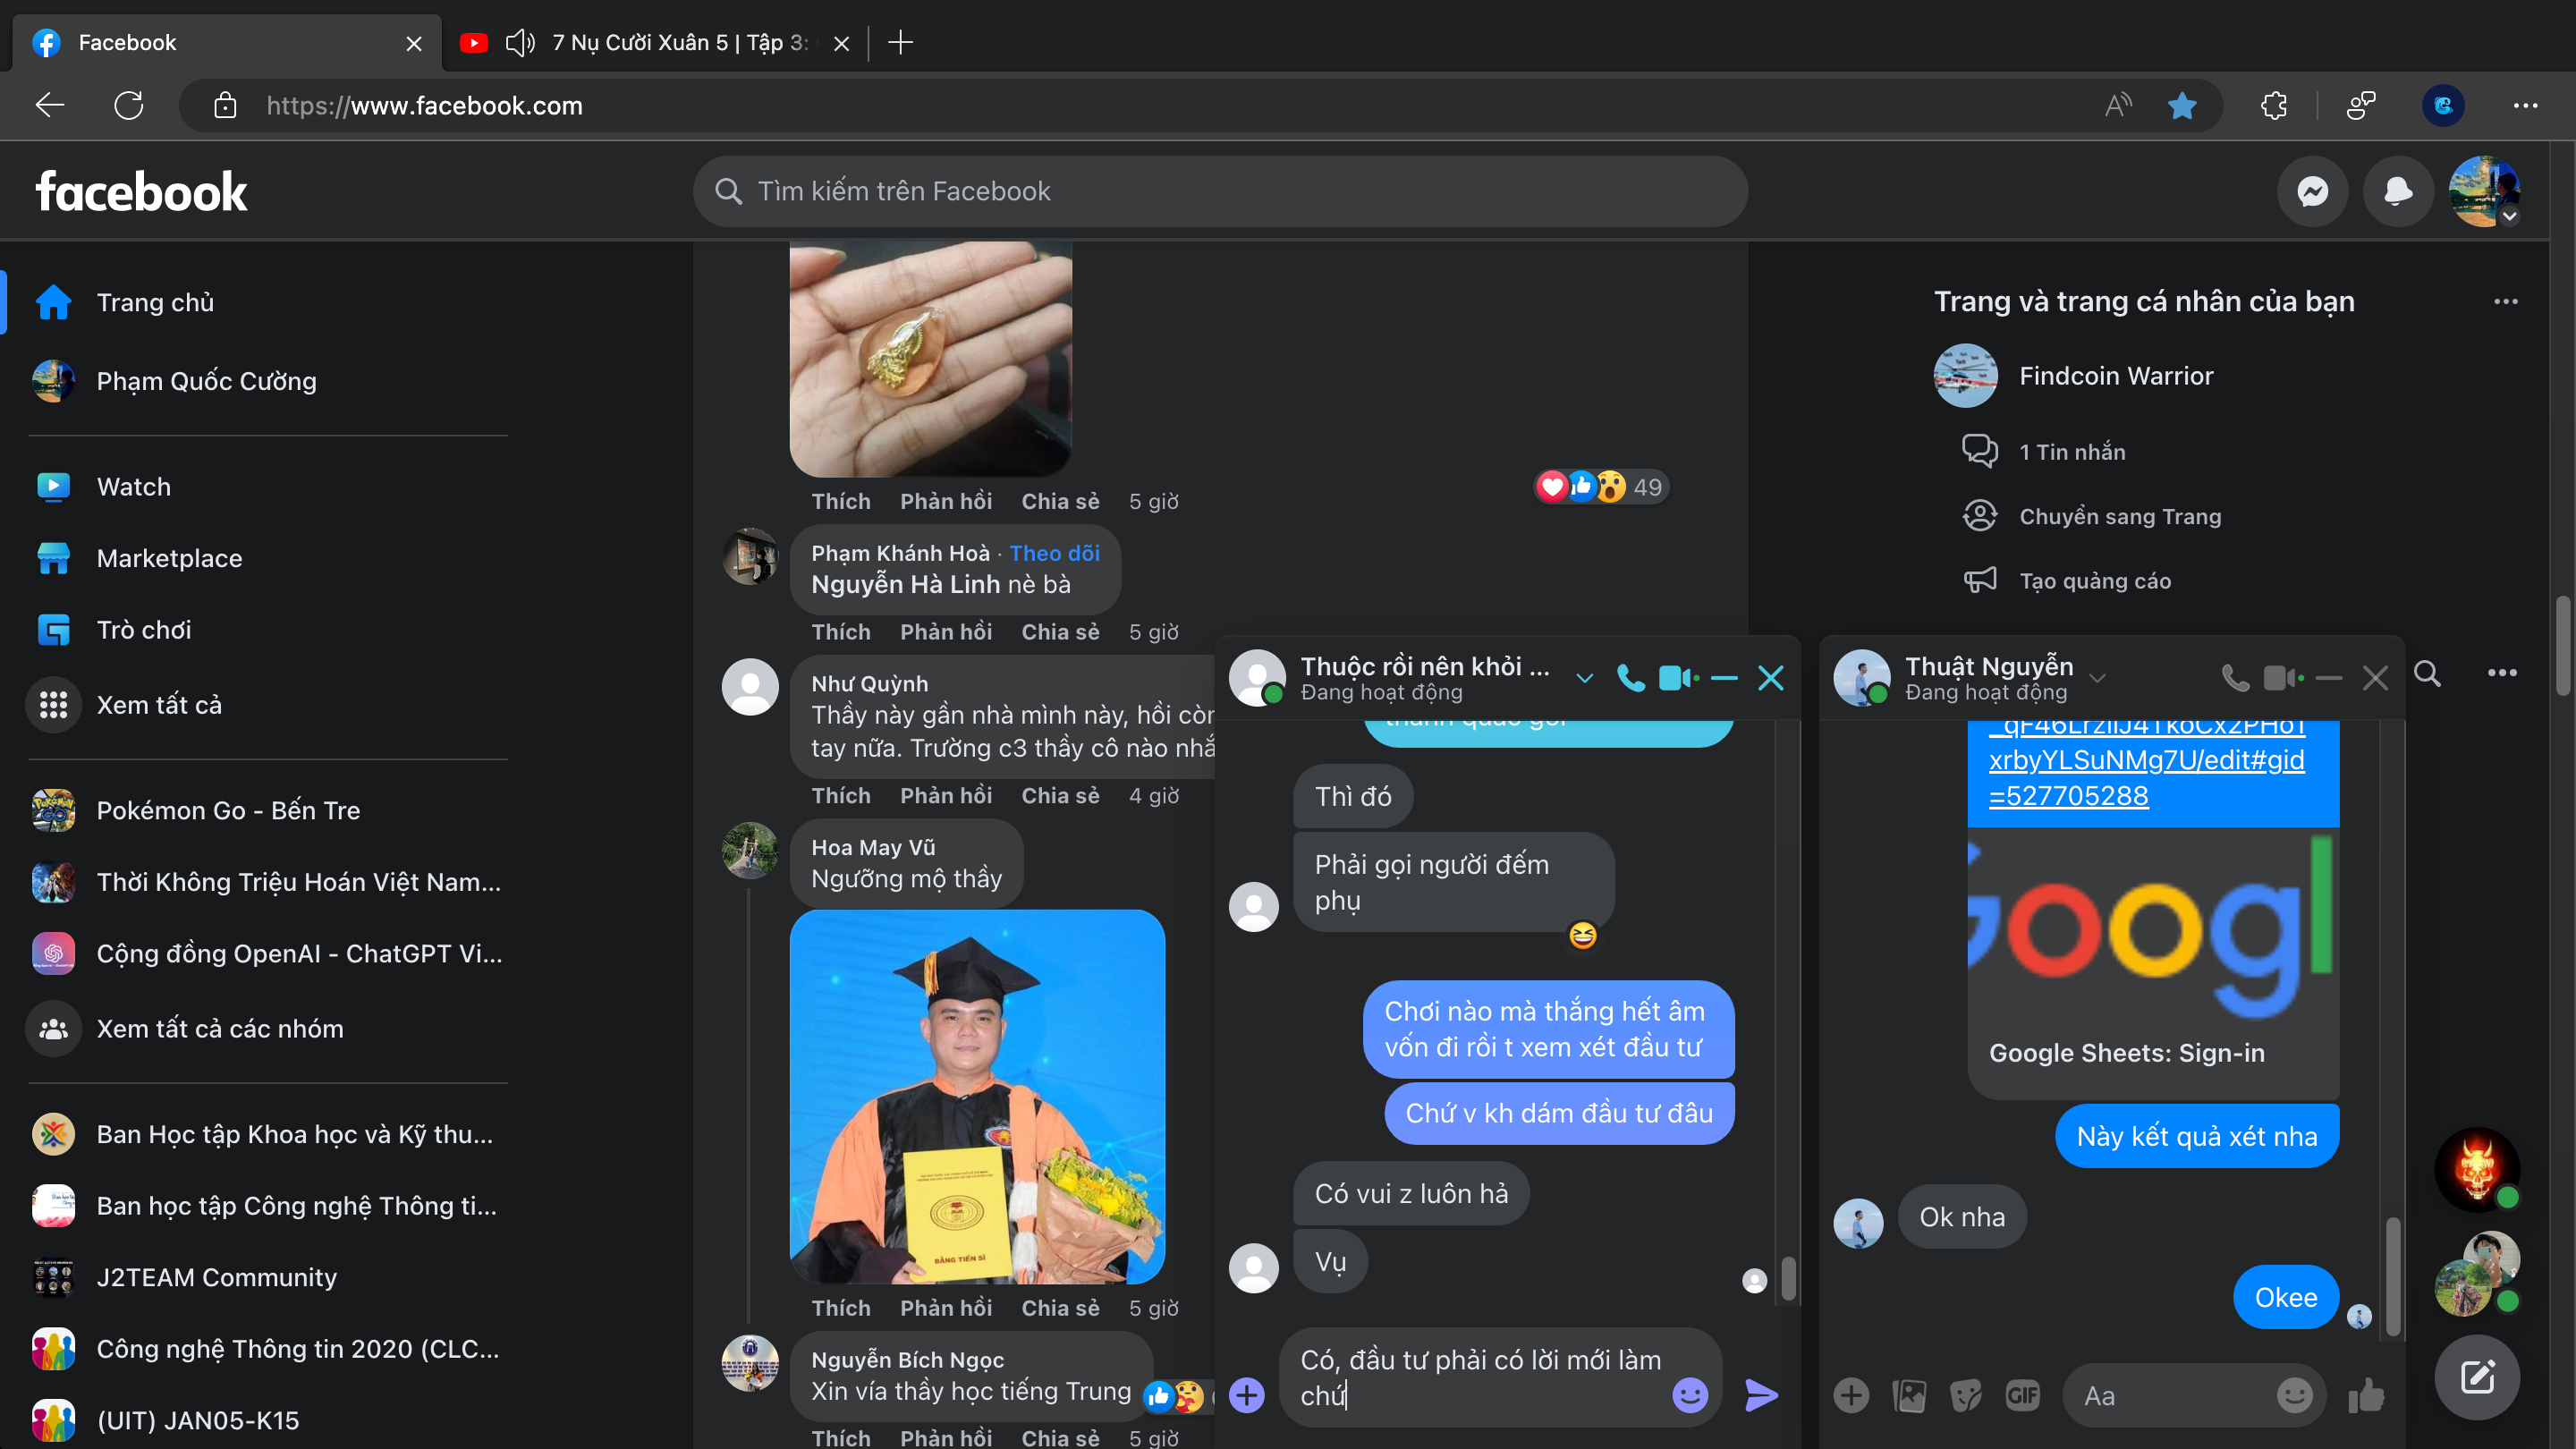 Facebook
7 Nụ Cười Xuân 5 | Tập 3:
https://www.facebook.com
facebook
Tìm kiếm trên Facebook
Trang chủ
Phạm Quốc Cường
Watch
Marketplace
Trò chơi
Xem tất cả
Pokémon Go - Bến Tre
Thời Không Triệu Hoán Việt Nam...
Cộng đồng OpenAI - ChatGPT Vi...
Xem tất cả các nhóm
Ban Học tập Khoa học và Kỹ thu...
Ban học tập Công nghệ Thông ti...
J2TEAM Community
Công nghệ Thông tin 2020 (CLC...
(UIT) JAN05-K15
49
Thích Phản hồi Chia sẻ 5 giờ
Phạm Khánh Hoà · Theo dõi
Nguyễn Hà Linh nè bà
Thích Phản hồi Chia sẻ 5 giờ
Như Quỳnh
Thầy này gần nhà mình này, hồi còn
tay nữa. Trường c3 thầy cô nào nhắ
Thích Phản hồi Chia sẻ 4 giờ
Hoa May Vũ
Ngưỡng mộ thầy
BẰNG TIẾN SĨ
Thích Phản hồi Chia sẻ 5 giờ
Nguyễn Bích Ngọc
Xin vía thầy học tiếng Trung
Thích Phản hồi Chia sẻ 5 giờ
Trang và trang cá nhân của bạn
Findcoin Warrior
1 Tin nhắn
Chuyển sang Trang
Tạo quảng cáo
Thuộc rồi nên khỏi ...
Đang hoạt động
Thì đó
Phải gọi người đếm
phụ
Chơi nào mà thắng hết âm
vốn đi rồi t xem xét đầu tư
Chứ v kh dám đầu tư đâu
Có vui z luôn hả
Vụ
Có, đầu tư phải có lời mới làm
chứ
Thuật Nguyễn
Đang hoạt động
xrbyYLSuNMg7U/edit#gid
=527705288
Googl
Google Sheets: Sign-in
Này kết quả xét nha
Ok nha
Okee
GIF
Aa